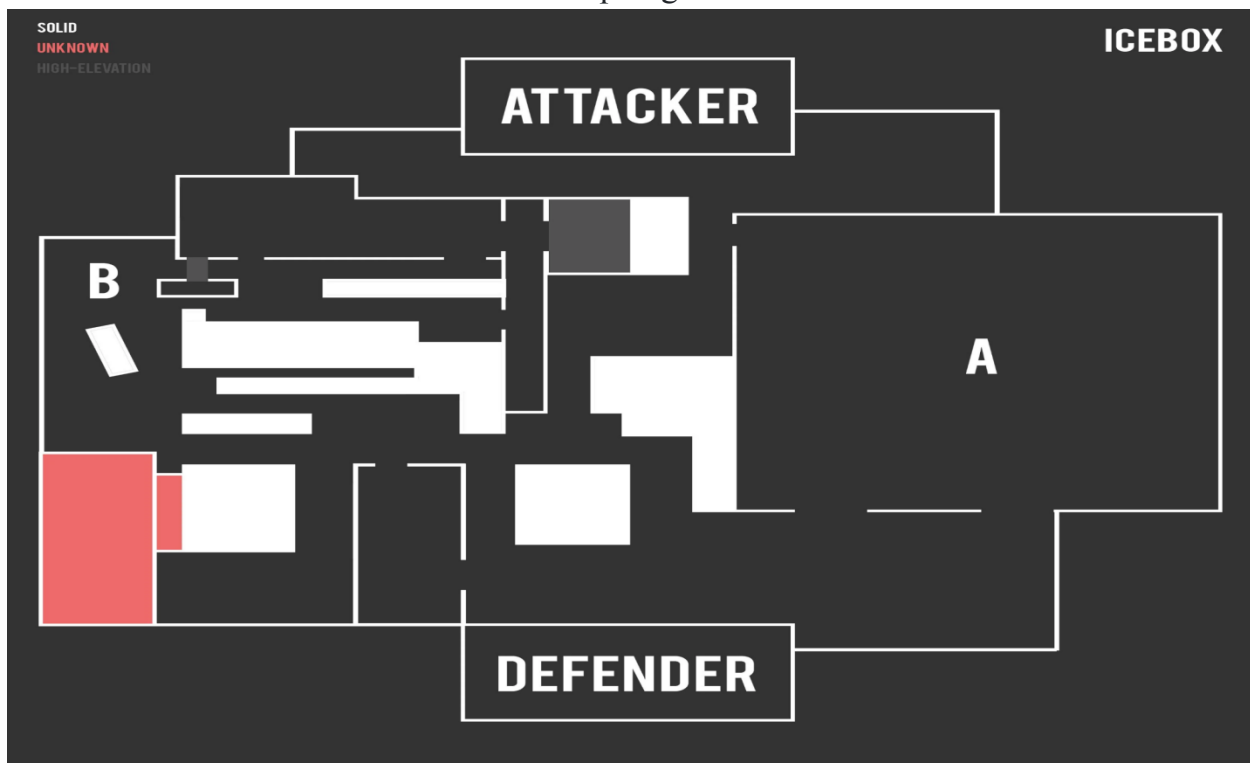 SOLID
UNKNOWN
HIGH-ELEVATION
ICEBOX
ATTACKER
B
A
DEFENDER